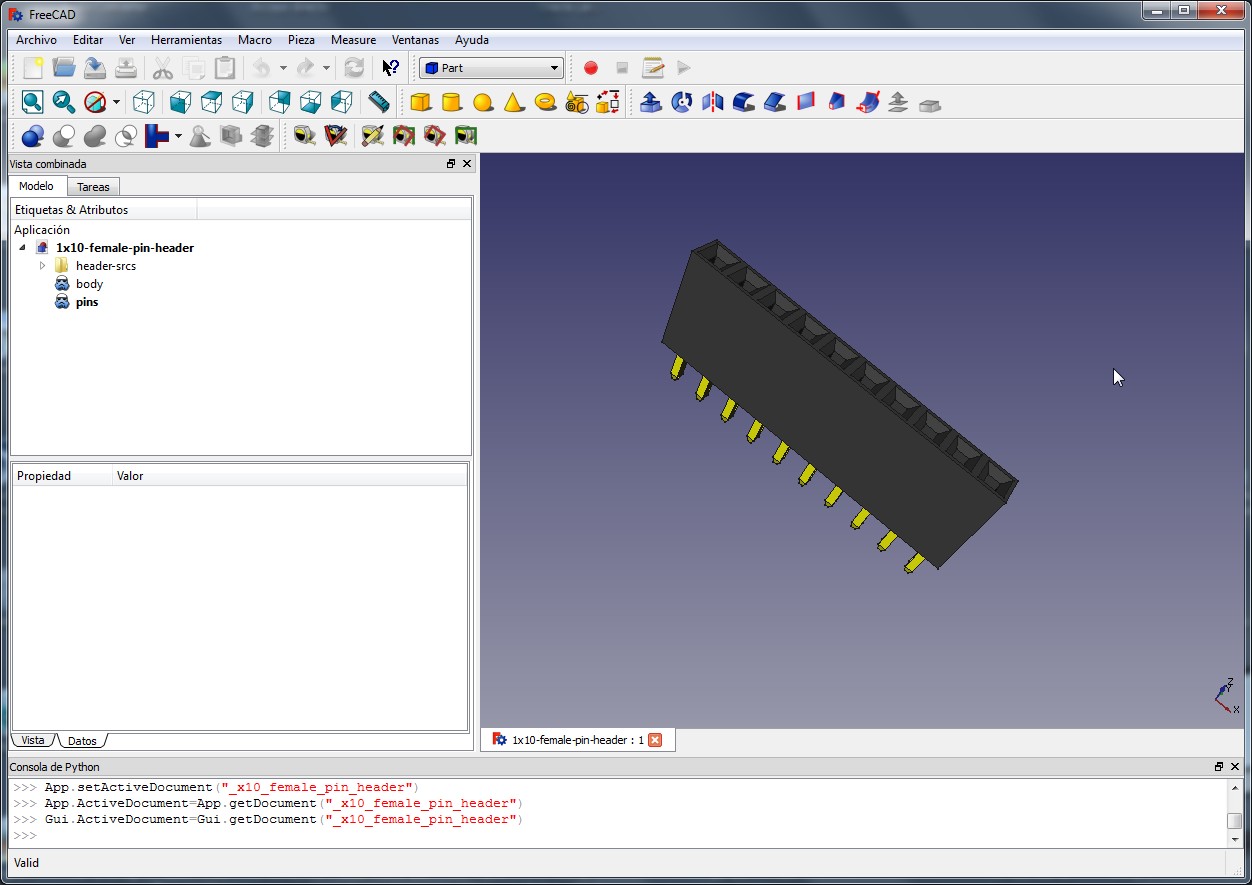 FreeCAD
Archivo Editar Ver Herramientas Macro Pieza Measure Ventanas Ayuda
Part
Vista combinada
Modelo Tareas
Etiquetas & Atributos
Aplicación
1x10-female-pin-header
header-srcs
body
pins
Propiedad Valor
Vista Datos
Z
Y
X
1x10-female-pin-header : 1
Consola de Python
>>> App.setActiveDocument("_x10_female_pin_header")
>>> App.ActiveDocument=App.getDocument("_x10_female_pin_header")
>>> Gui.ActiveDocument=Gui.getDocument("_x10_female_pin_header")
>>>
Valid